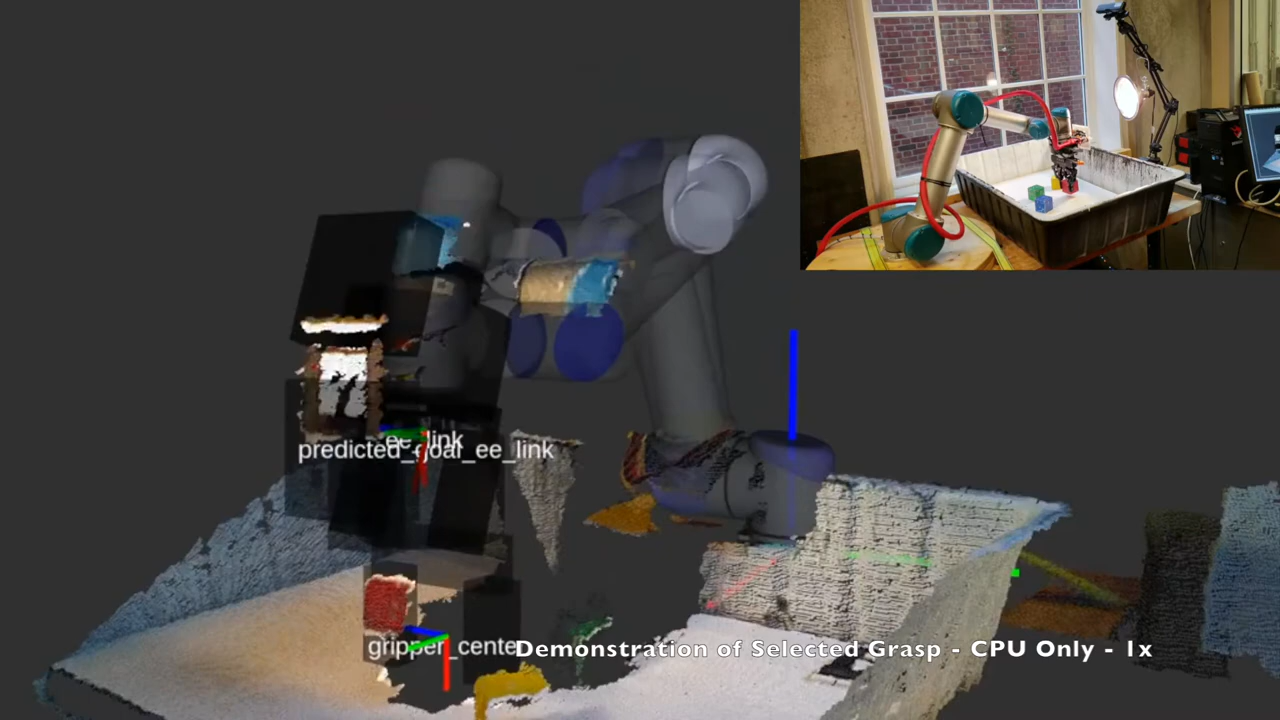 ee_link
predicted_goal_ee_link
gripper_cente
Demonstration of Selected Grasp - CPU Only - 1x